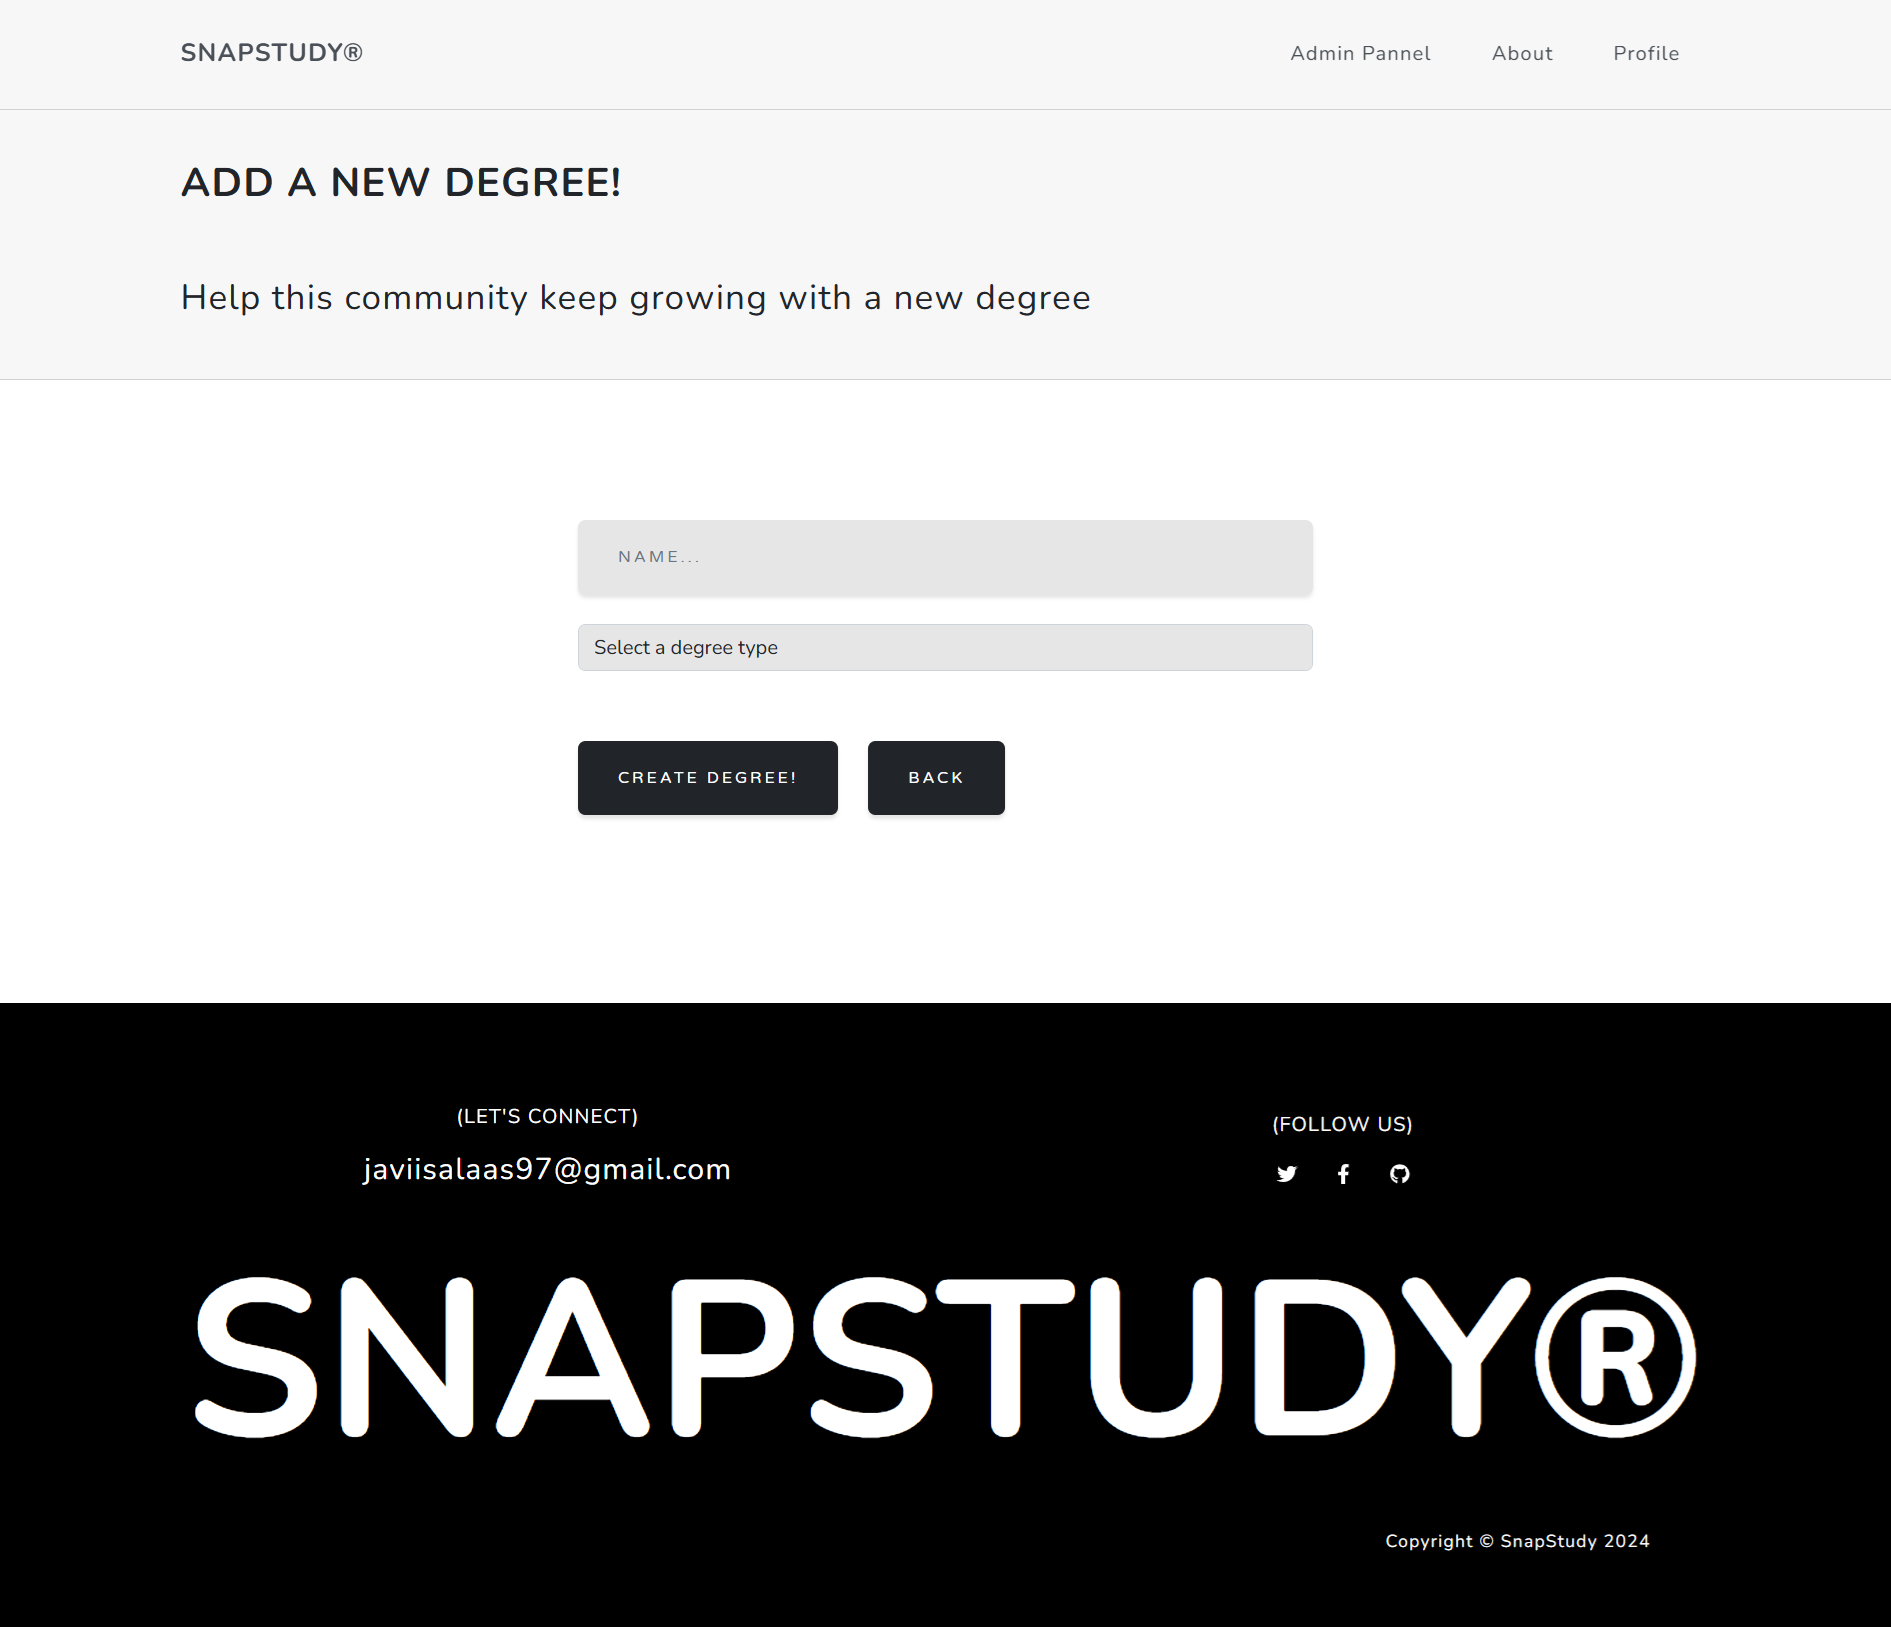 SNAPSTUDY®
Admin Pannel About Profile
ADD A NEW DEGREE!
Help this community keep growing with a new degree
NAME...
Select a degree type
CREATE DEGREE! BACK
(LET'S CONNECT)
javiisalaas97@gmail.com
(FOLLOW US)
SNAPSTUDY®
Copyright © SnapStudy 2024